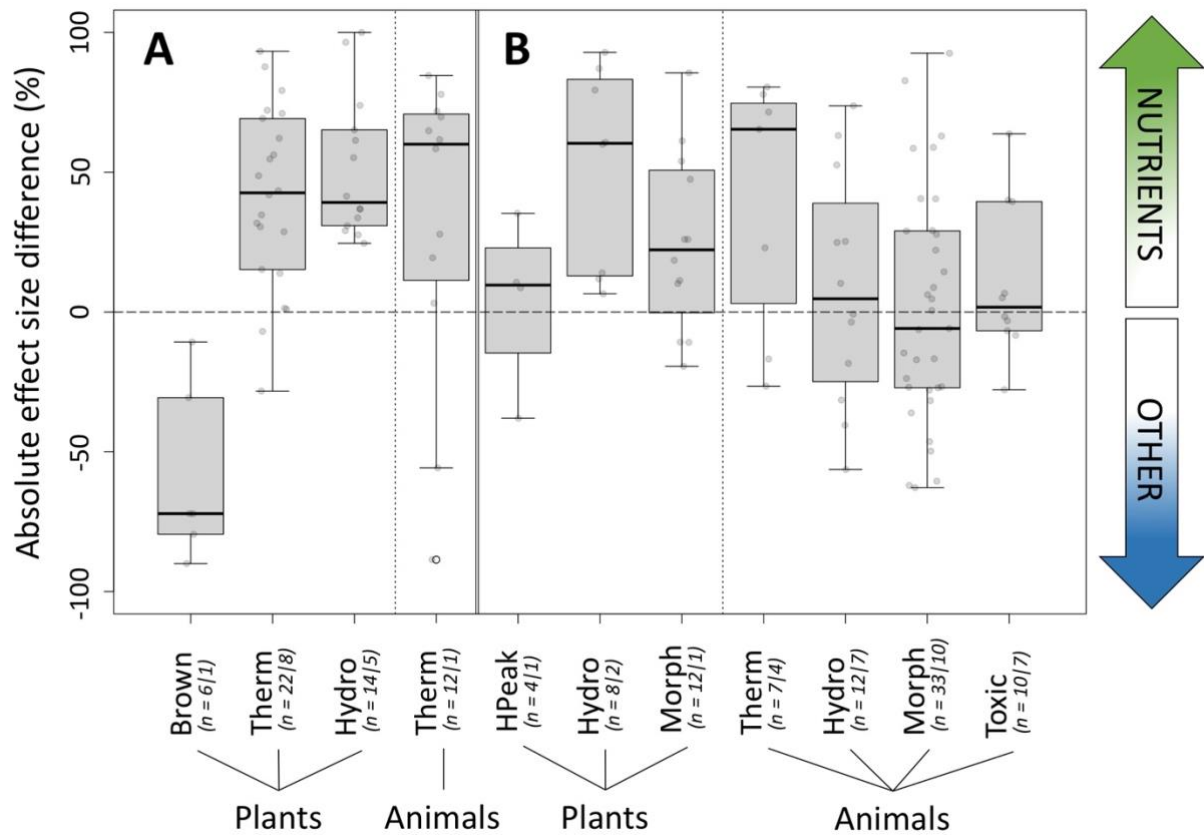 Absolute effect size difference (%)
100
50
0
-50
-100
A
B
NUTRIENTS
OTHER
Brown
(n = 6|1)
Therm
(n = 22|8)
Hydro
(n = 14|5)
Therm
(n = 12|1)
HPeak
(n = 4|1)
Hydro
(n = 8|2)
Morph
(n = 12|1)
Therm
(n = 7|4)
Hydro
(n = 12|7)
Morph
(n = 33|10)
Toxic
(n = 10|7)
Plants
Animals
Plants
Animals